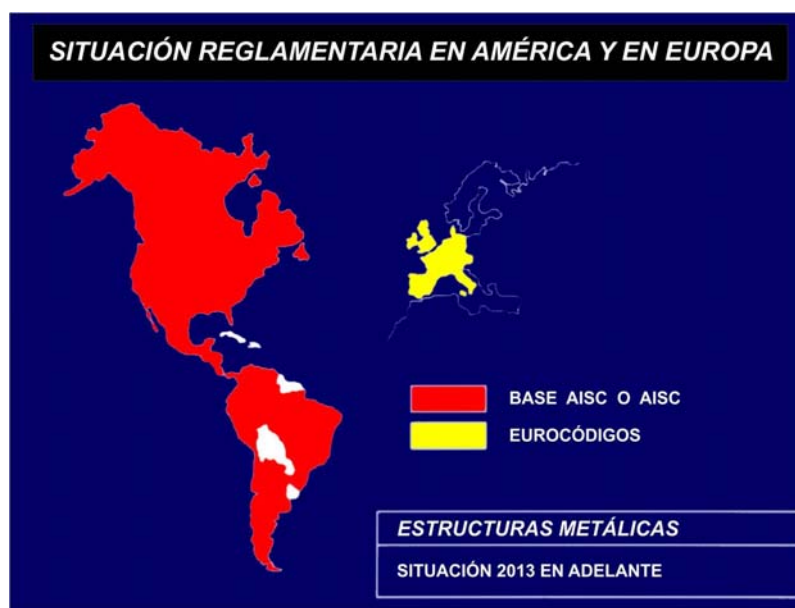 SITUACIÓN REGLAMENTARIA EN AMÉRICA Y EN EUROPA
BASE AISC O AISC
EUROCÓDIGOS
ESTRUCTURAS METÁLICAS
SITUACIÓN 2013 EN ADELANTE